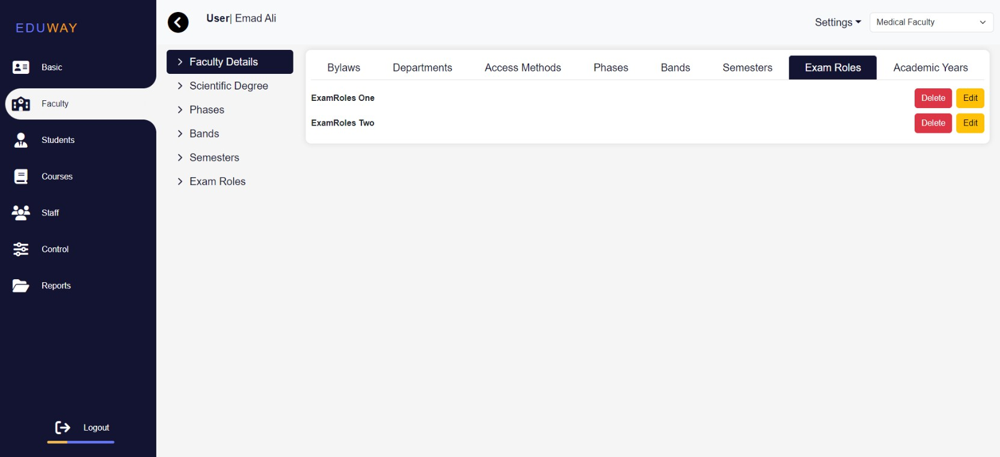 EDUWAY
Basic
Faculty
Students
Courses
Staff
Control
Reports
Logout
User| Emad Ali
Settings
Medical Faculty
Faculty Details
Scientific Degree
Phases
Bands
Semesters
Exam Roles
Bylaws Departments Access Methods Phases Bands Semesters Exam Roles Academic Years
ExamRoles One Delete Edit
ExamRoles Two Delete Edit